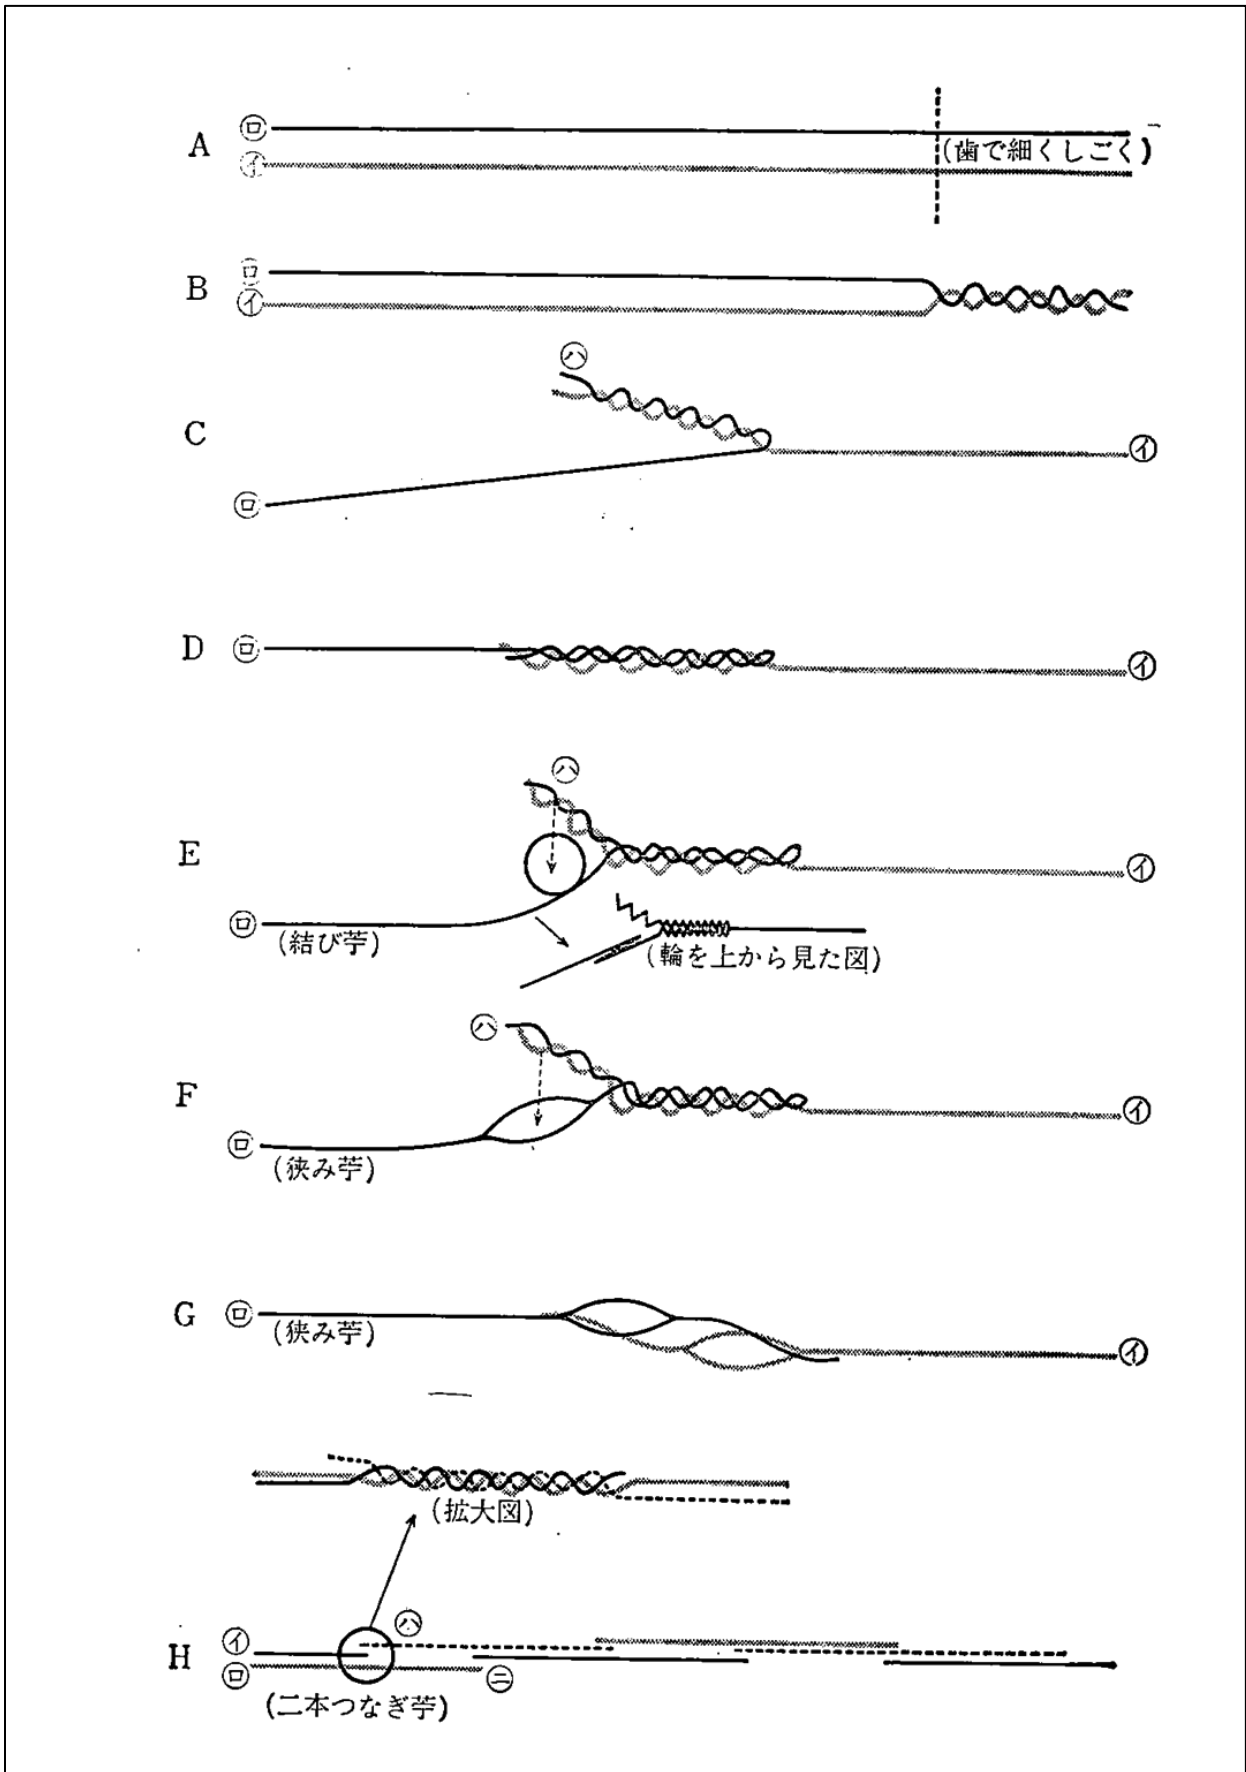 A ㋺
㋑
(歯で細くしごく)
B ㋺
㋑
㋩
C ㋑
㋺
D ㋺ ㋑
㋩
E ㋑
㋺ (結び苧)
(輪を上から見た図)
㋩
F ㋑
㋺ (狭み苧)
G ㋺ (狭み苧) ㋑
(拡大図)
㋑ ㋩
H
㋺ ㋥
(二本つなぎ苧)